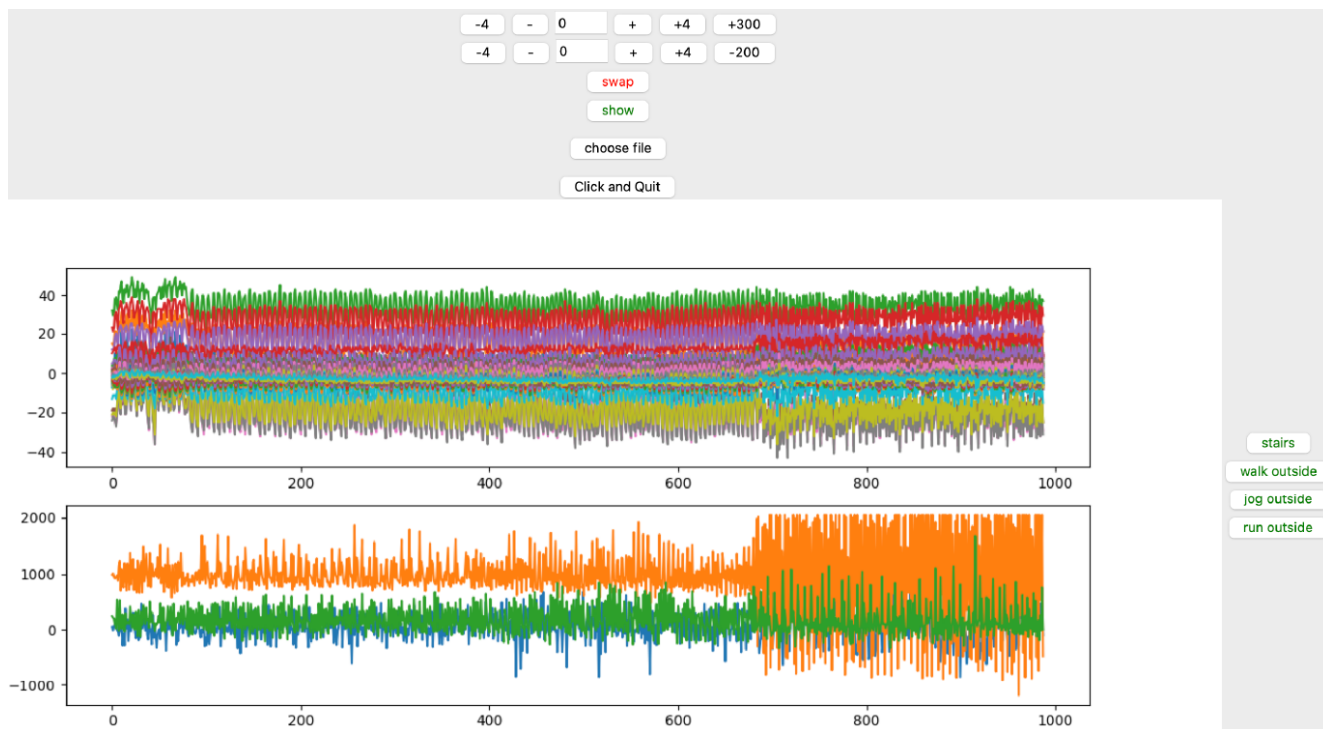 -4 - 0 + +4 +300
-4 - 0 + +4 -200
swap
show
choose file
Click and Quit
40
20
0
−20
−40
0 200 400 600 800 1000
stairs
walk outside
jog outside
run outside
2000
1000
0
−1000
0 200 400 600 800 1000